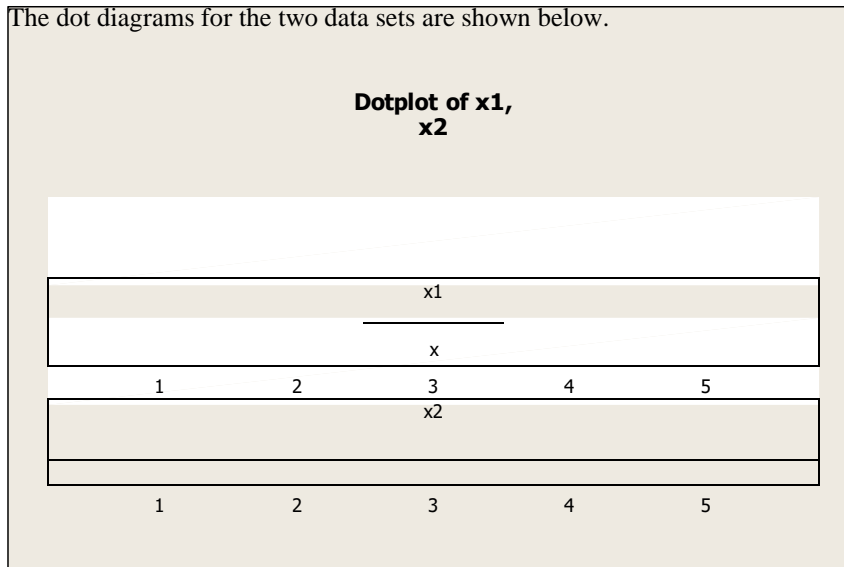 The dot diagrams for the two data sets are shown below.
Dotplot of x1,
x2
x1
x
1 2 3 4 5
x2
1 2 3 4 5